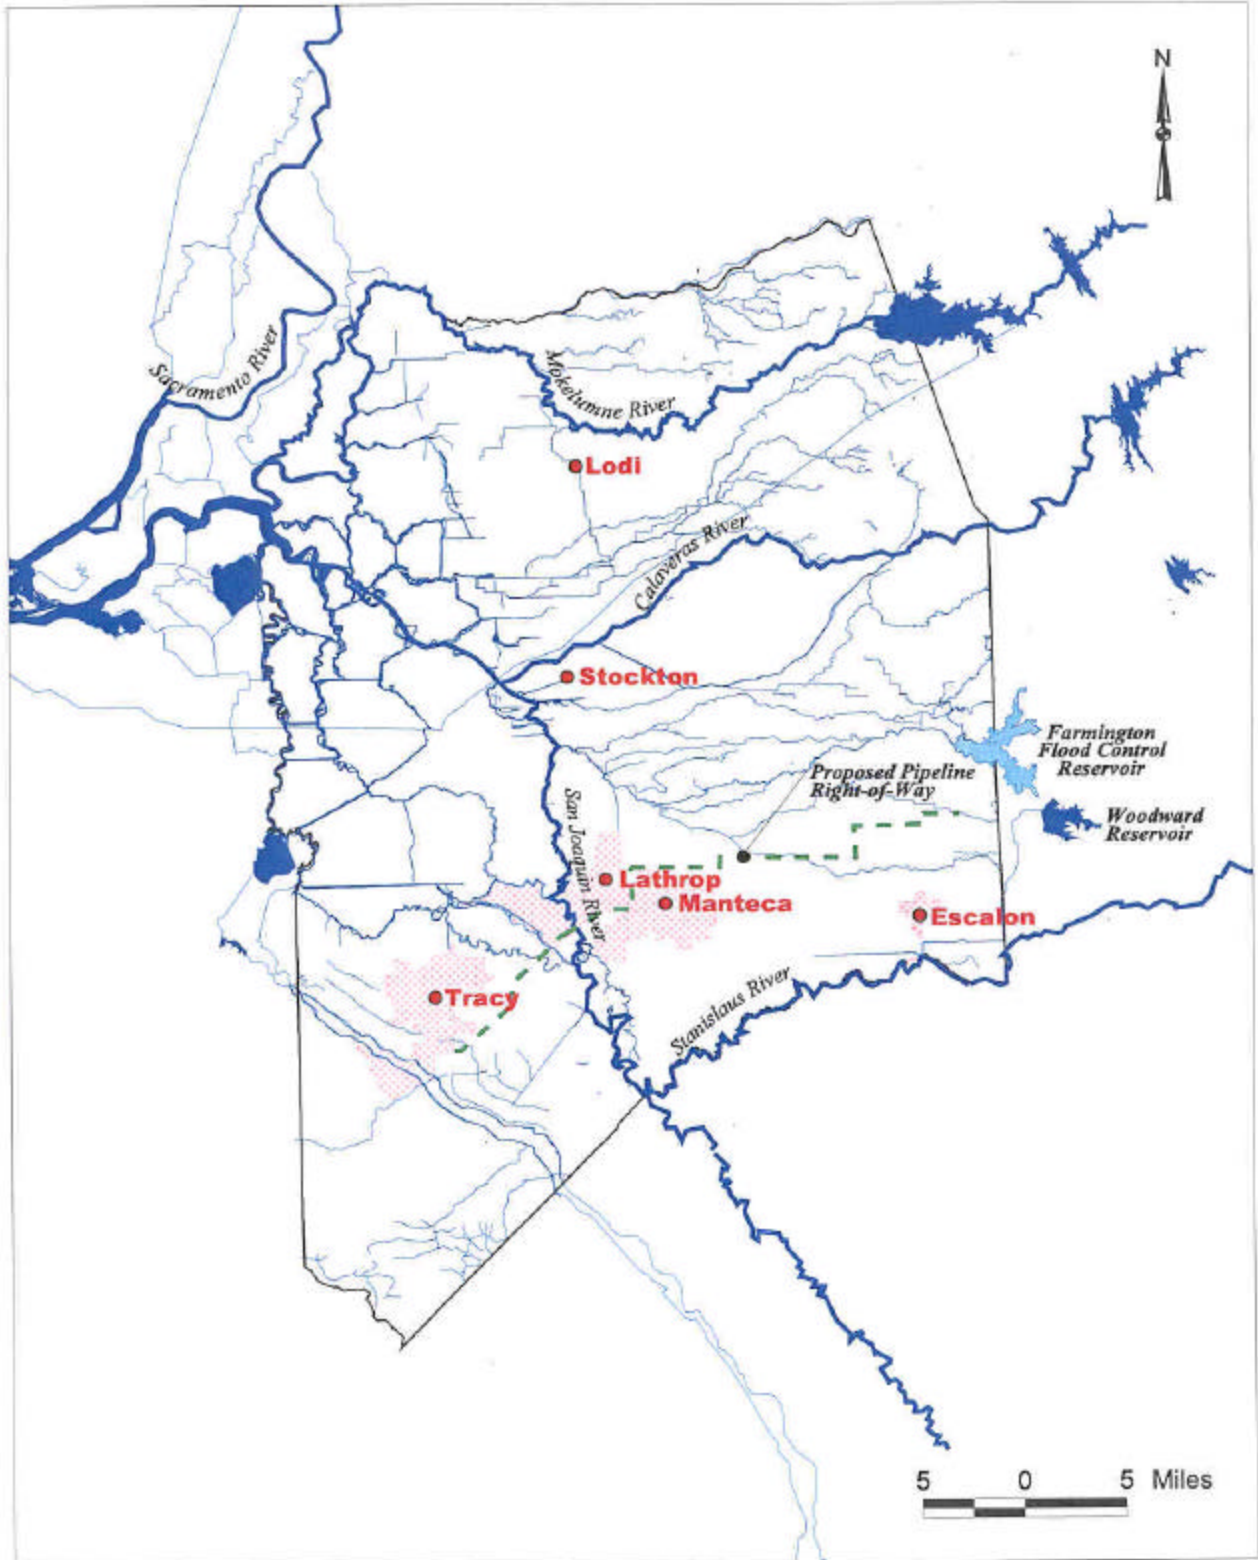 N
Sacramento River
Mokelumne River
Lodi
Calaveras River
Stockton
Farmington
Flood Control
Reservoir
Proposed Pipeline
Right-of-Way
San Joaquin River
Woodward
Reservoir
Lathrop
Manteca
Escalon
Tracy
Stanislaus River
5 0 5 Miles